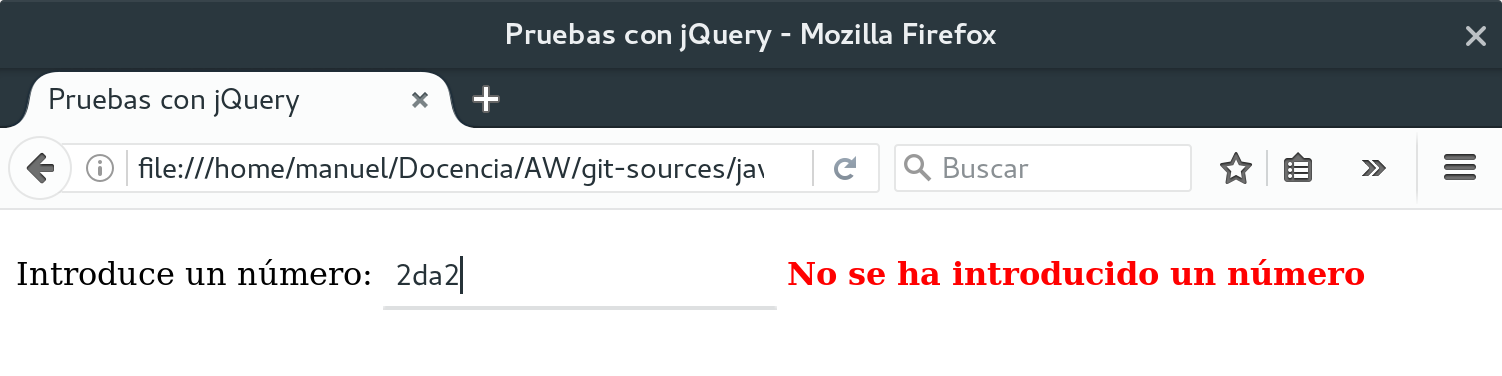 Pruebas con jQuery - Mozilla Firefox
Pruebas con jQuery
file:///home/manuel/Docencia/AW/git-sources/jav
Buscar
Introduce un número: 2da2 No se ha introducido un número